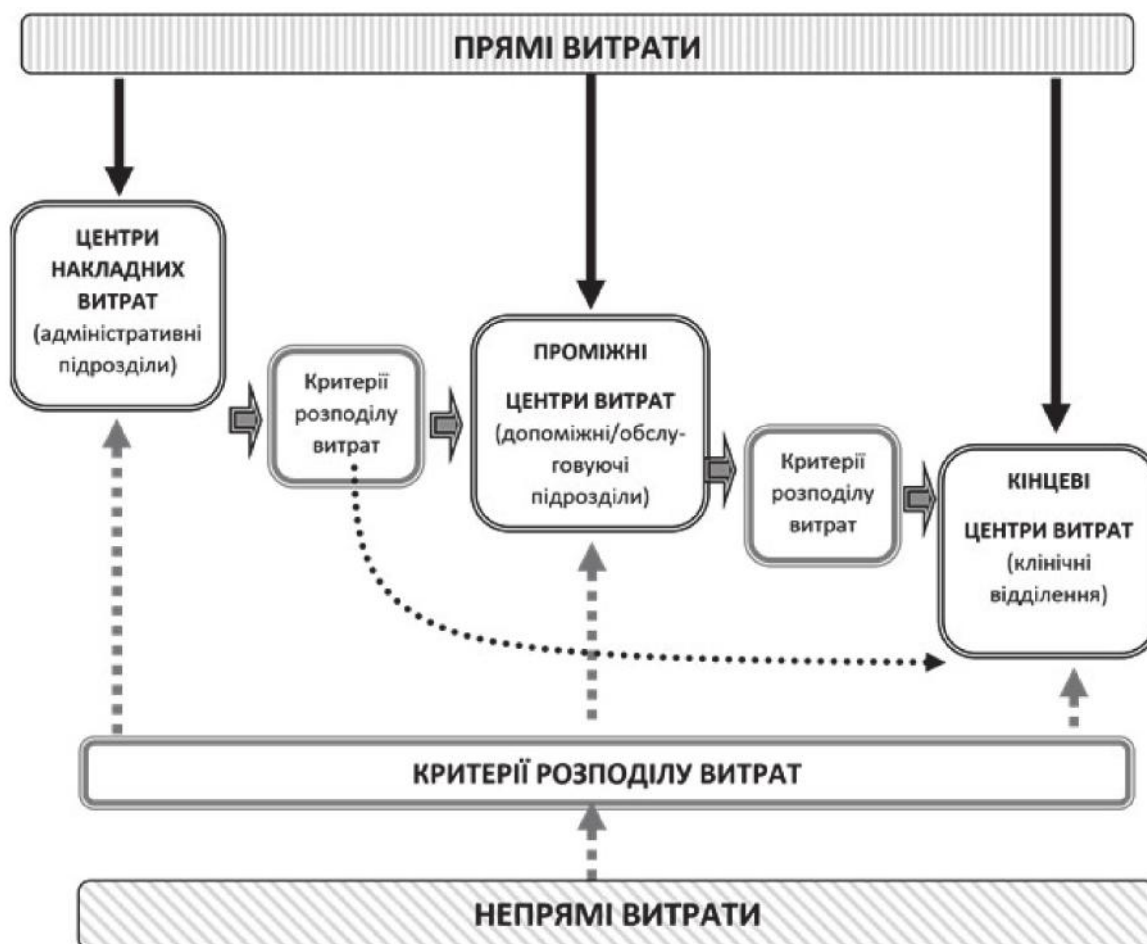 ПРЯМІ ВИТРАТИ
ЦЕНТРИ
НАКЛАДНИХ
ВИТРАТ
(адміністративні
підрозділи)
Критерії
розподілу
витрат
ПРОМІЖНІ
ЦЕНТРИ ВИТРАТ
(допоміжні/обслу-
говуючі
підрозділи)
Критерії
розподілу
витрат
КІНЦЕВІ
ЦЕНТРИ ВИТРАТ
(клінічні
відділення)
КРИТЕРІЇ РОЗПОДІЛУ ВИТРАТ
НЕПРЯМІ ВИТРАТИ